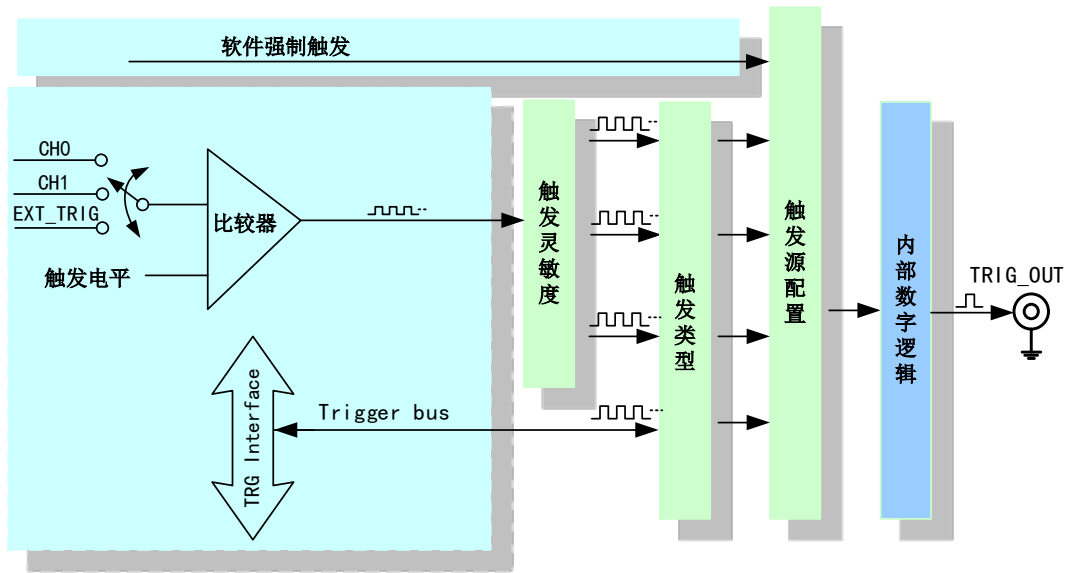 软件强制触发
CH0
CH1
EXT_TRIG
触发电平
比较器
TRG Interface
Trigger bus
触发灵敏度
触发类型
触发源配置
内部数字逻辑
TRIG_OUT